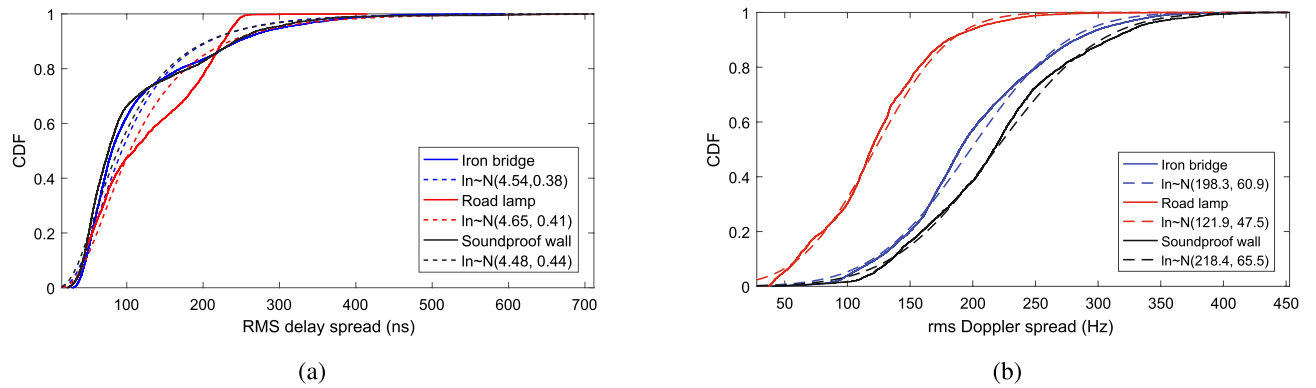 1
0.8
0.6
0.4
0.2
0
CDF
100 200 300 400 500 600 700
RMS delay spread (ns)
Iron bridge
ln~N(4.54,0.38)
Road lamp
ln~N(4.65, 0.41)
Soundproof wall
ln~N(4.48, 0.44)
(a)
1
0.8
0.6
0.4
0.2
0
CDF
50 100 150 200 250 300 350 400 450
rms Doppler spread (Hz)
Iron bridge
ln~N(198.3, 60.9)
Road lamp
ln~N(121.9, 47.5)
Soundproof wall
ln~N(218.4, 65.5)
(b)